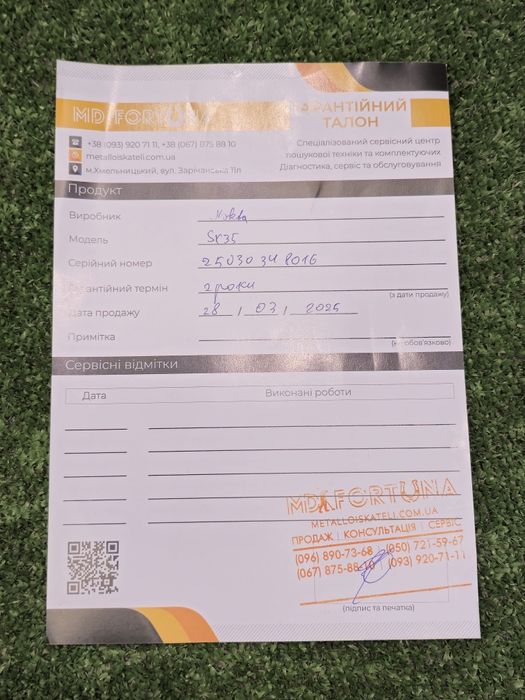 MD FORTUNA
ГАРАНТІЙНИЙ
ТАЛОН
+38 (093) 920 71 11, +38 (067) 875 88 10
metalloiskateli.com.ua
м.Хмельницький, вул. Зарічанська 11л
Спеціалізований сервісний центр
пошукової техніки та комплектуючих
Діагностика, сервіс та обслуговування
Продукт
Виробник
Модель SK35
Серійний номер 25030348016
Гарантійний термін 2 роки
(з дати продажу)
Дата продажу 28 / 03 / 2025
Примітка
(не обов'язково)
Сервісні відмітки
Дата Виконані роботи
MD FORTUNA
METALLOISKATELI.COM.UA
ПРОДАЖ | КОНСУЛЬТАЦІЯ | СЕРВІС
(096) 890-73-68 (050) 721-59-67
(067) 875-88-10 (093) 920-71-11
(підпис та печатка)